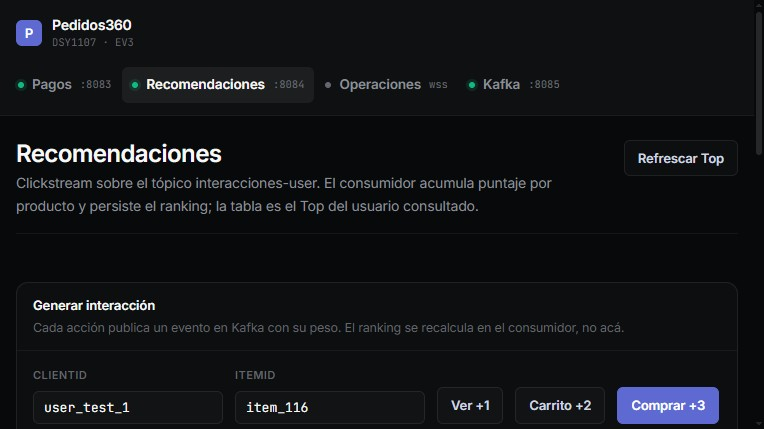 P
Pedidos360
DSY1107 · EV3
Pagos :8083
Recomendaciones :8084
Operaciones wss
Kafka :8085
Recomendaciones
Refrescar Top
Clickstream sobre el tópico interacciones-user. El consumidor acumula puntaje por
producto y persiste el ranking; la tabla es el Top del usuario consultado.
Generar interacción
Cada acción publica un evento en Kafka con su peso. El ranking se recalcula en el consumidor, no acá.
CLIENTID
ITEMID
user_test_1
item_116
Ver +1
Carrito +2
Comprar +3